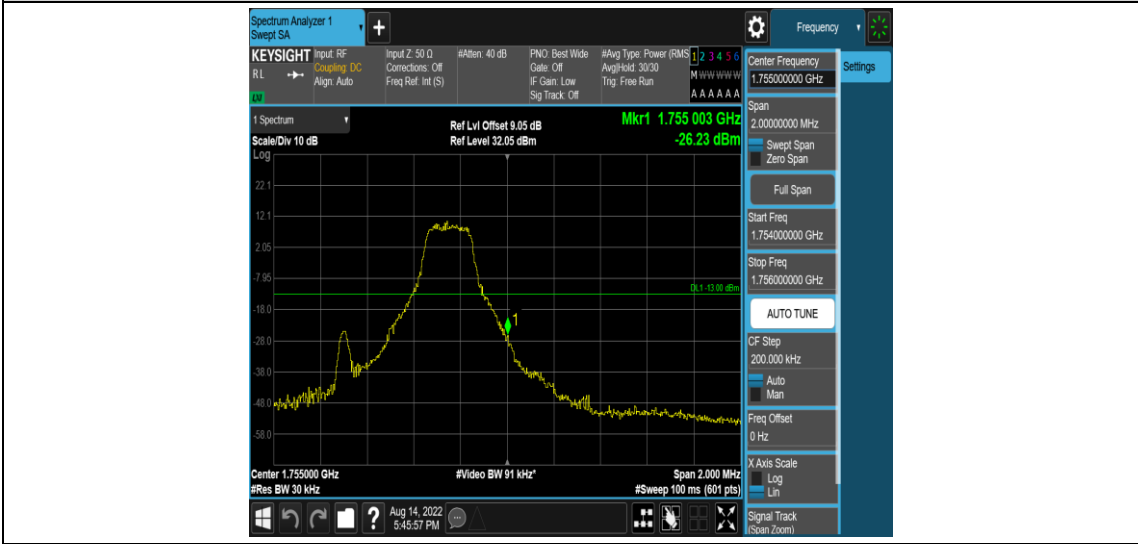 Spectrum Analyzer 1
Swept SA
+
Frequency
KEYSIGHT
RL
Input: RF
Coupling: DC
Align: Auto
Input Z: 50 Ω
Corrections: Off
Freq Ref: Int (S)
#Atten: 40 dB
PNO: Best Wide
Gate: Off
IF Gain: Low
Sig Track: Off
#Avg Type: Power (RMS
Avg|Hold: 30/30
Trig: Free Run
1 2 3 4 5 6
M W W W W W
A A A A A A
1 Spectrum
Scale/Div 10 dB
Log
Ref Lvl Offset 9.05 dB
Ref Level 32.05 dBm
Mkr1 1.755 003 GHz
-26.23 dBm
22.1
12.1
2.05
-7.95
-18.0
-28.0
-38.0
-48.0
-58.0
DL1 -13.00 dBm
1
Center 1.755000 GHz
#Res BW 30 kHz
#Video BW 91 kHz*
Span 2.000 MHz
#Sweep 100 ms (601 pts)
Center Frequency
1.755000000 GHz
Settings
Span
2.00000000 MHz
Swept Span
Zero Span
Full Span
Start Freq
1.754000000 GHz
Stop Freq
1.756000000 GHz
AUTO TUNE
CF Step
200.000 kHz
Auto
Man
Freq Offset
0 Hz
X Axis Scale
Log
Lin
Signal Track
(Span Zoom)
?
Aug 14, 2022
5:45:57 PM